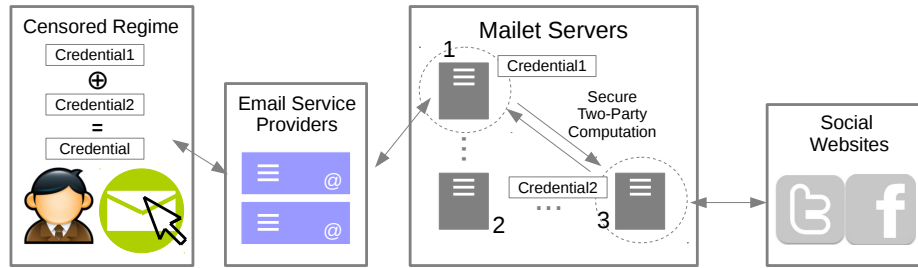 Censored Regime
Credential1
⊕
Credential2
=
Credential
Email Service
Providers
@
@
Mailet Servers
1
Credential1
Secure
Two-Party
Computation
Credential2
2
3
Social
Websites
t
f